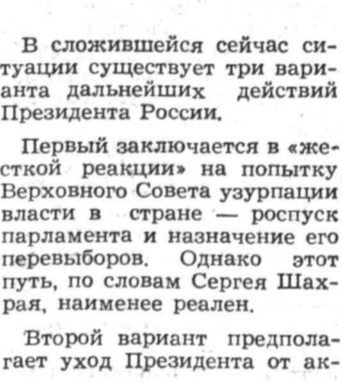 В сложившейся сейчас си-
туации существует три вари-
анта дальнейших действий
Президента России.
Первый заключается в «же-
сткой реакции» на попытку
Верховного Совета узурпации
власти в стране — роспуск
парламента и назначение его
перевыборов. Однако этот
путь, по словам Сергея Шах-
рая, наименее реален.
Второй вариант предпола-
гает уход Президента от ак-